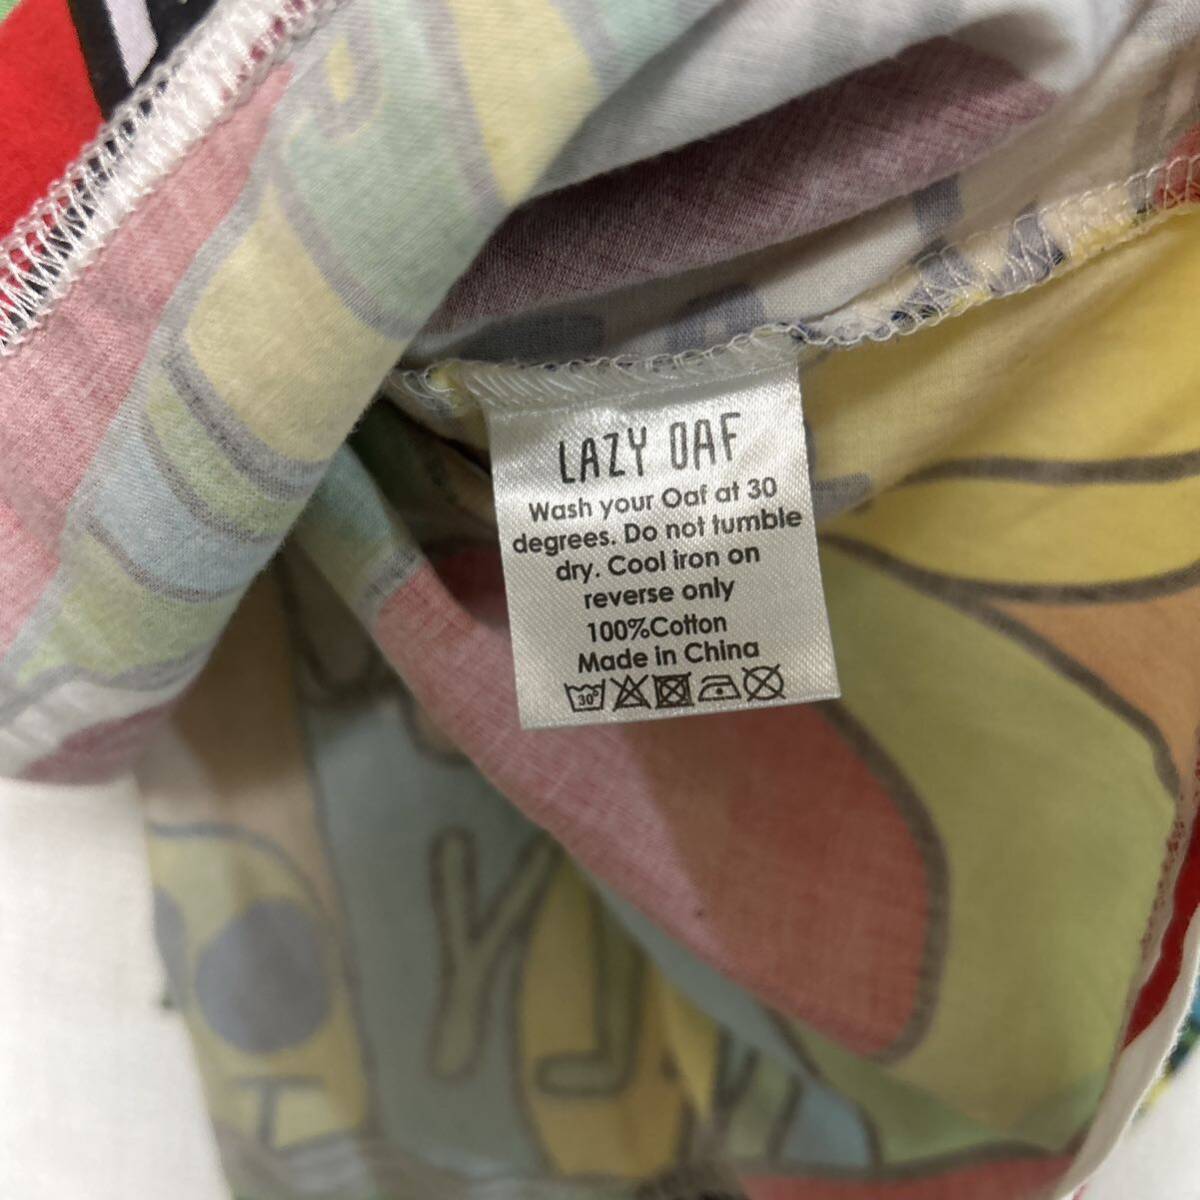 LAZY OAF
Wash your Oaf at 30
degrees. Do not tumble
dry. Cool iron on
reverse only
100%Cotton
Made in China
30°